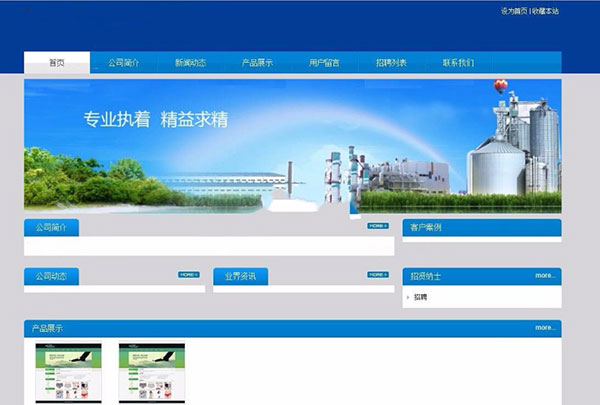 设为首页 | 收藏本站
首页 公司简介 新闻动态 产品展示 用户留言 招聘列表 联系我们
专业执着 精益求精
公司简介 MORE 客户案例
公司动态 MORE 业界资讯 MORE 招贤纳士 more...
招聘
产品展示 more...